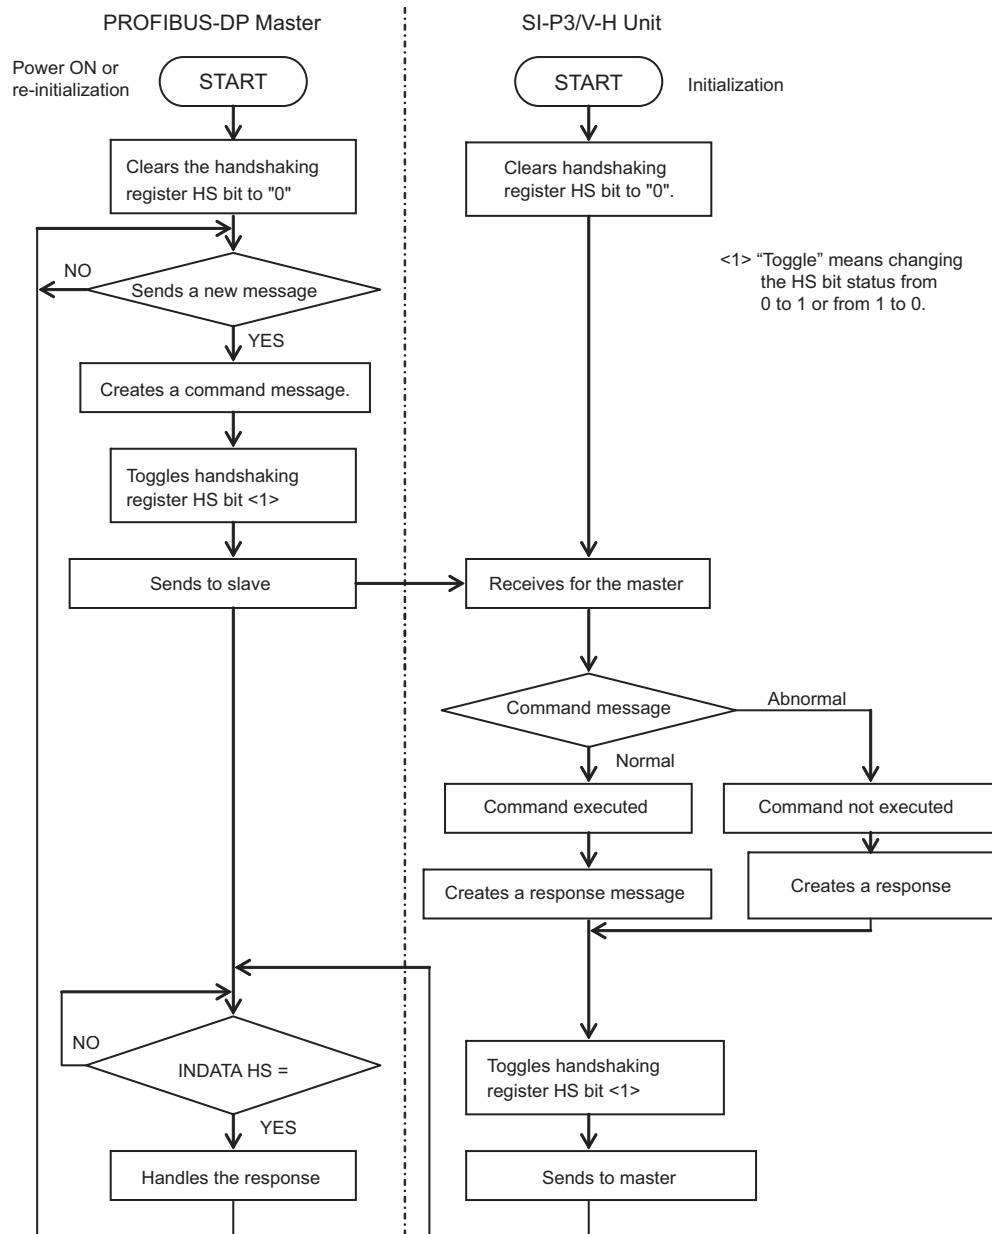 PROFIBUS-DP Master
SI-P3/V-H Unit
Power ON or
re-initialization
START
START
Initialization
Clears the handshaking
register HS bit to "0"
Clears handshaking
register HS bit to "0".
<1> “Toggle” means changing
the HS bit status from
0 to 1 or from 1 to 0.
NO
Sends a new message
YES
Creates a command message.
Toggles handshaking
register HS bit <1>
Sends to slave
Receives for the master
Command message
Abnormal
Normal
Command executed
Command not executed
Creates a response message
Creates a response
NO
INDATA HS =
YES
Toggles handshaking
register HS bit <1>
Handles the response
Sends to master